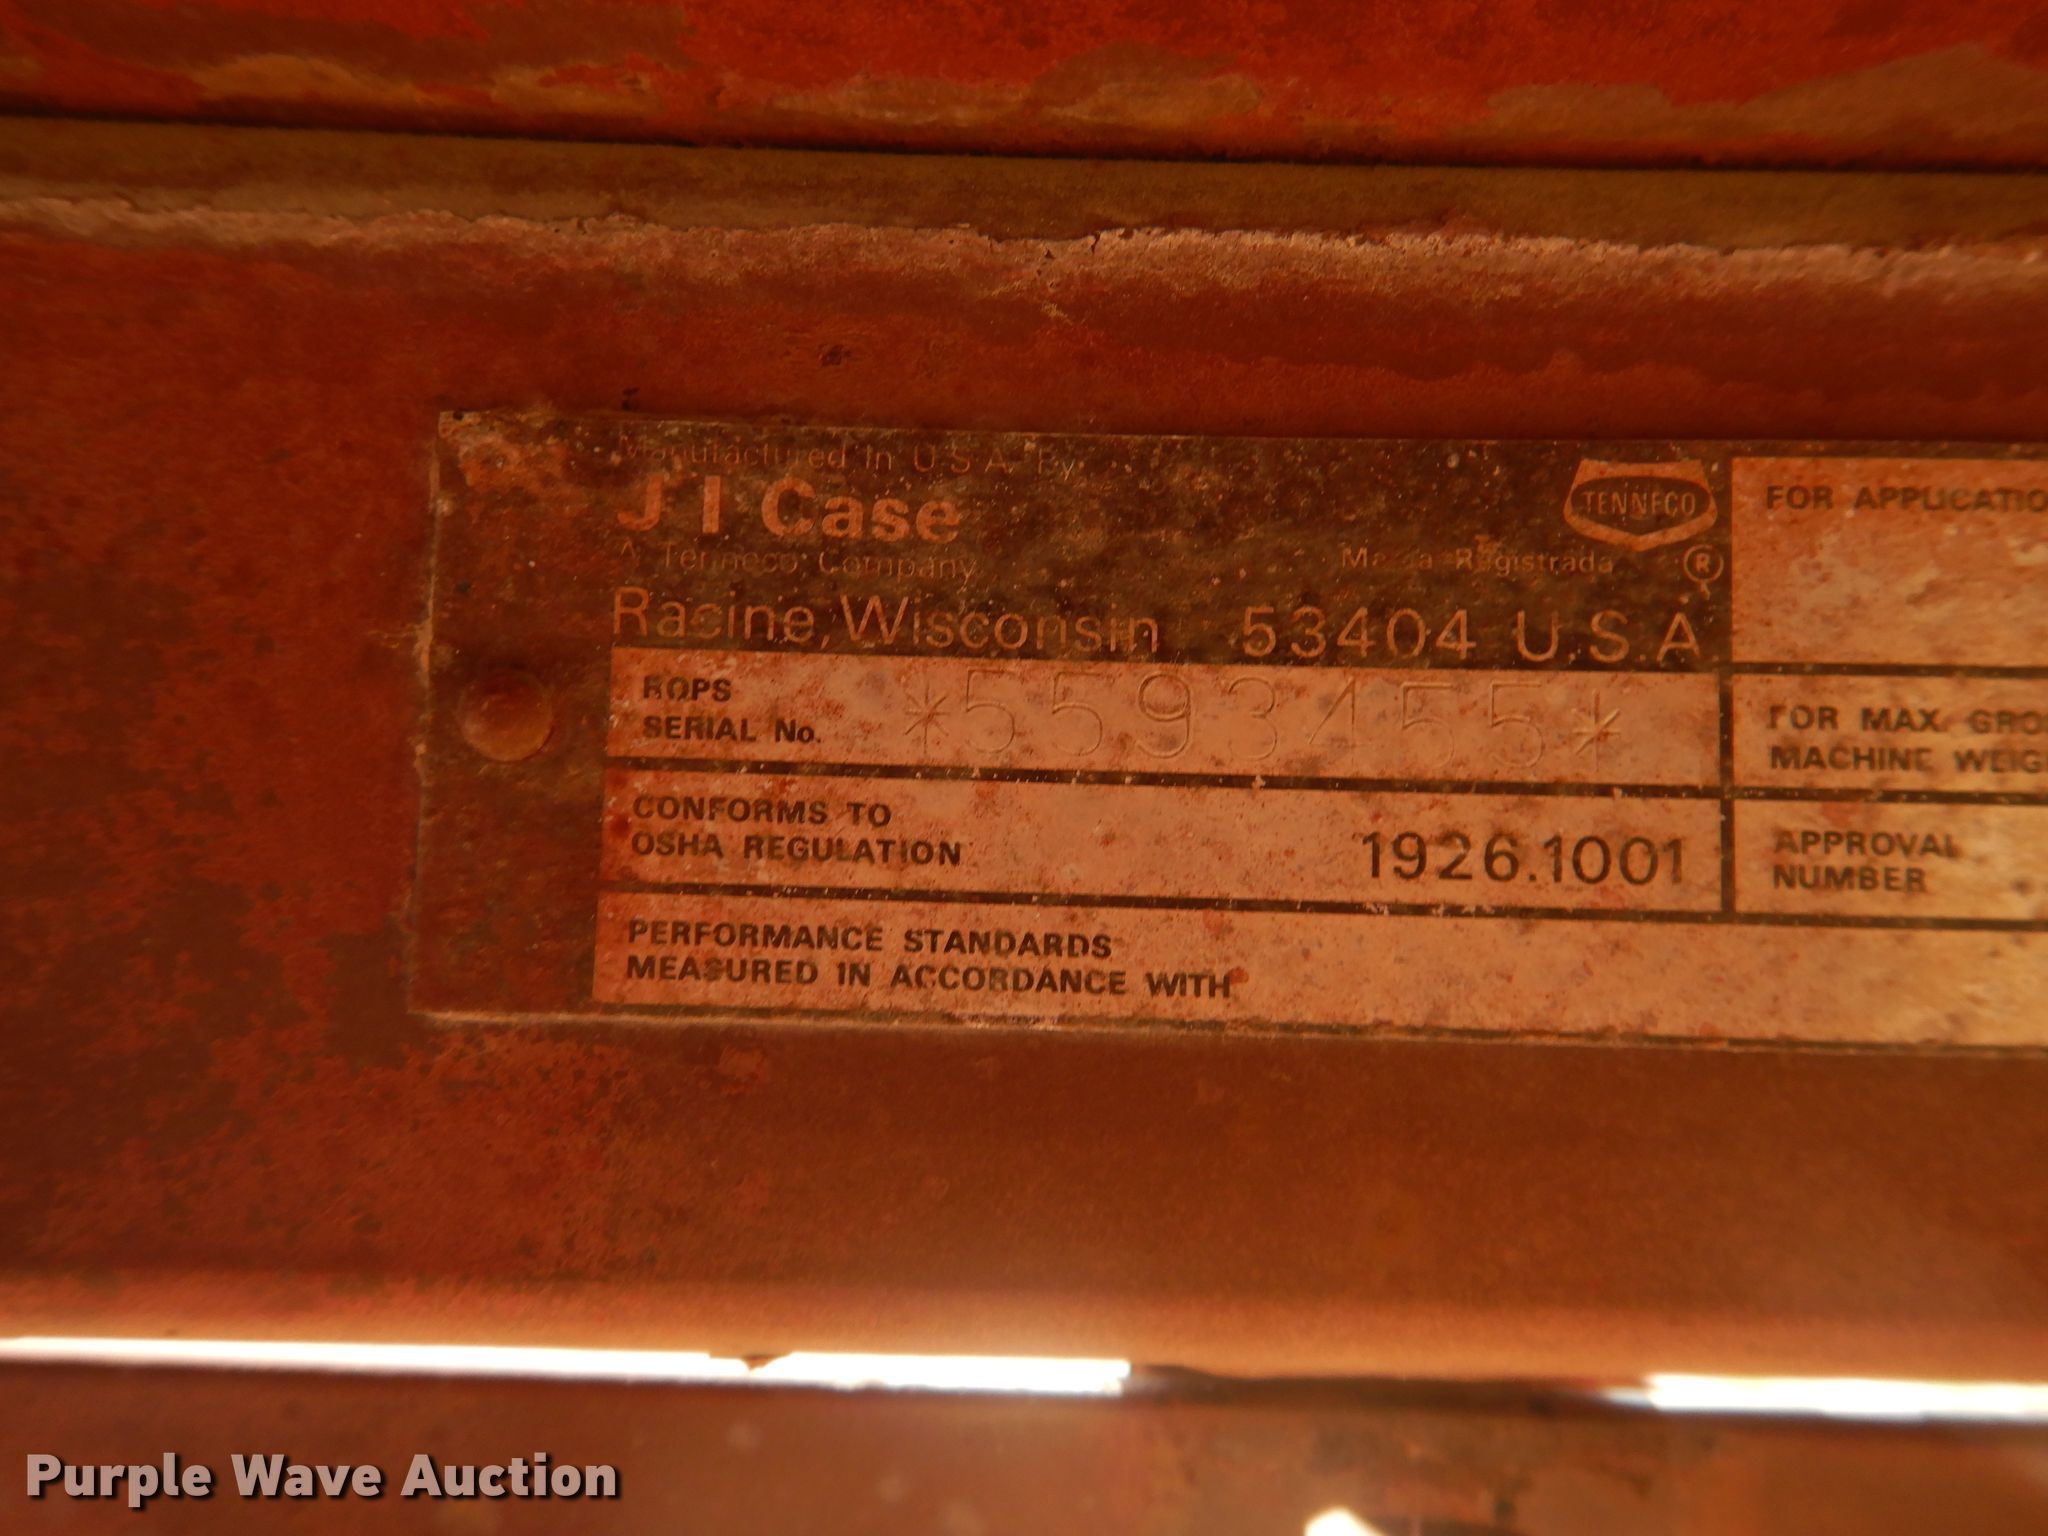 Manufactured In U.S.A. By
J I Case
A Tenneco Company
TENNECO
Marca Registrada ®
Racine, Wisconsin 53404 U.S.A
ROPS
SERIAL No. *5593455*
CONFORMS TO
OSHA REGULATION 1926.1001
PERFORMANCE STANDARDS
MEASURED IN ACCORDANCE WITH
FOR APPLICATIO
FOR MAX. GROS
MACHINE WEIG
APPROVAL
NUMBER
Purple Wave Auction